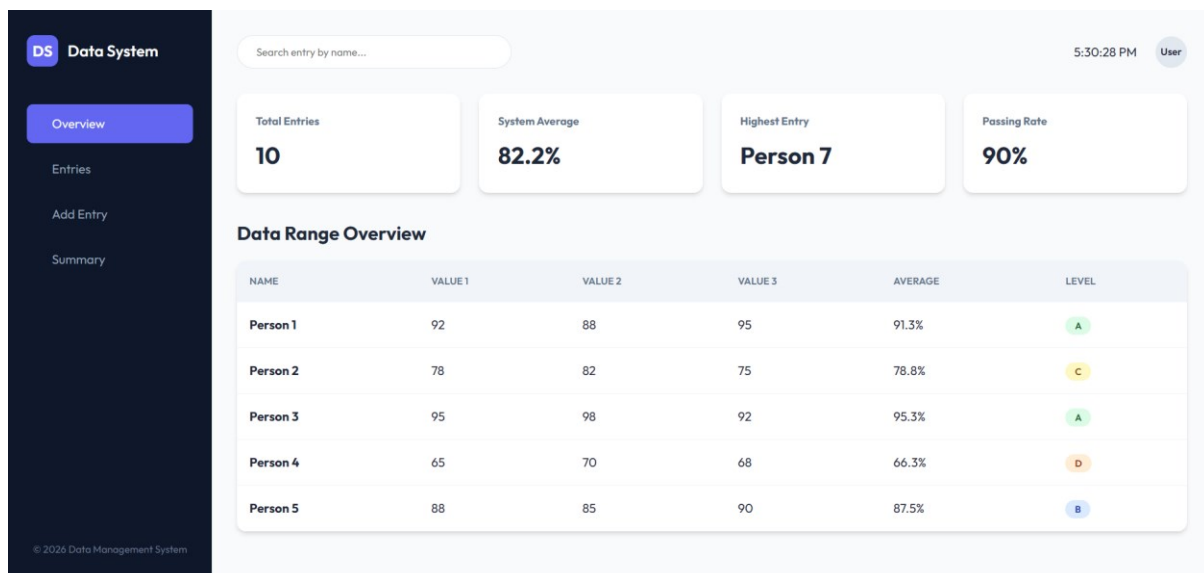 DS Data System
Overview
Entries
Add Entry
Summary
© 2026 Data Management System
Search entry by name...
5:30:28 PM User
Total Entries System Average Highest Entry Passing Rate
10 82.2% Person 7 90%
Data Range Overview
NAME VALUE 1 VALUE 2 VALUE 3 AVERAGE LEVEL
Person 1 92 88 95 91.3% A
Person 2 78 82 75 78.8% C
Person 3 95 98 92 95.3% A
Person 4 65 70 68 66.3% D
Person 5 88 85 90 87.5% B